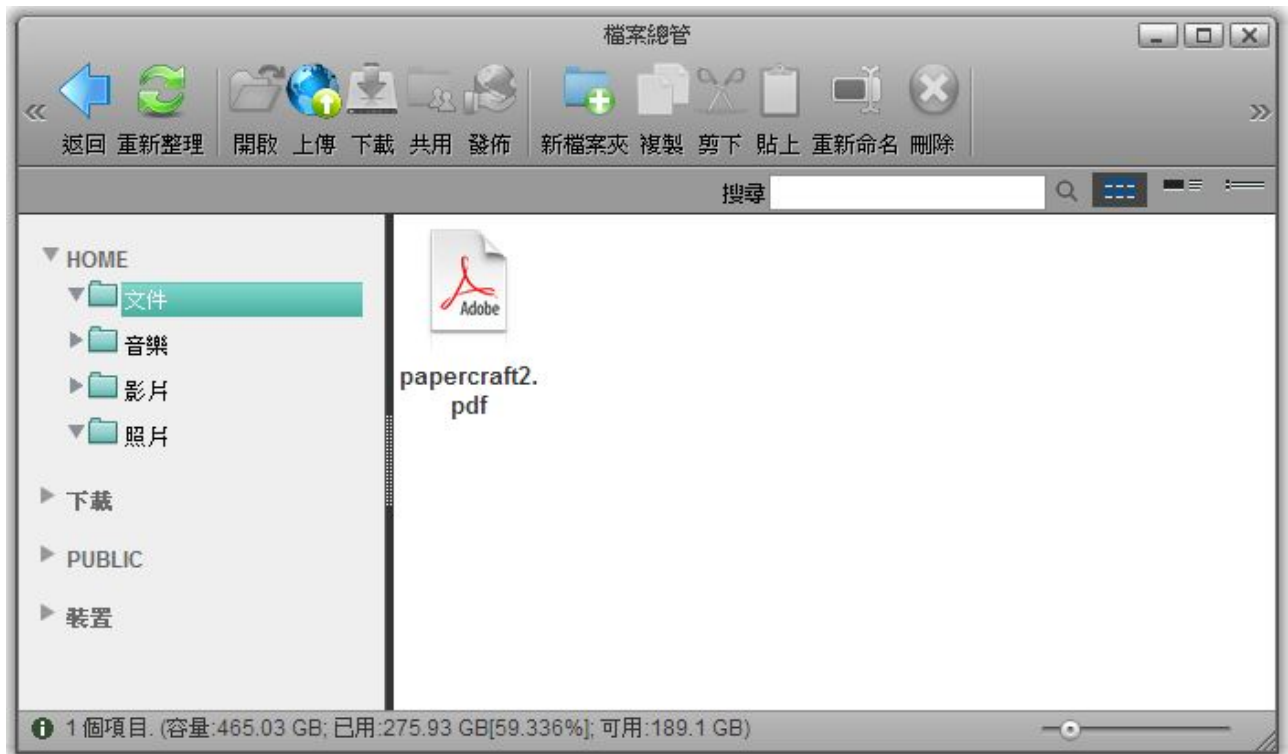 檔案總管
返回 重新整理 開啟 上傳 下載 共用 發佈 新檔案夾 複製 剪下 貼上 重新命名 刪除
搜尋
HOME
文件
音樂
影片
照片
下載
PUBLIC
裝置
Adobe
papercraft2.
pdf
1 個項目. (容量:465.03 GB; 已用:275.93 GB[59.336%]; 可用:189.1 GB)